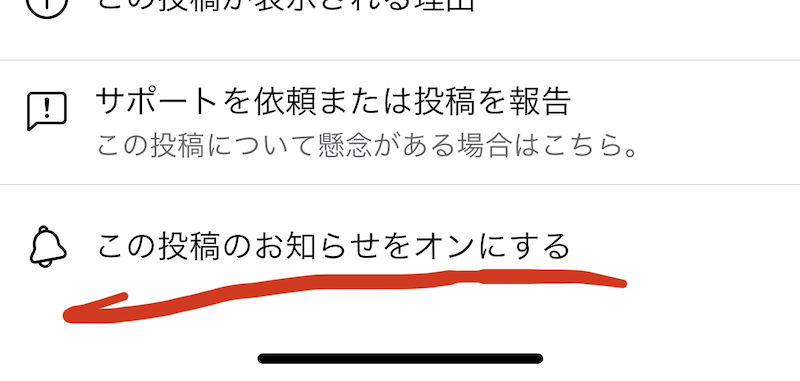 この投稿が表示される理由
サポートを依頼または投稿を報告
この投稿について懸念がある場合はこちら。
この投稿のお知らせをオンにする